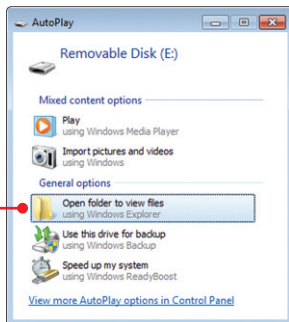 AutoPlay
Removable Disk (E:)
Mixed content options
Play
using Windows Media Player
Import pictures and videos
using Windows
General options
Open folder to view files
using Windows Explorer
Use this drive for backup
using Windows Backup
Speed up my system
using Windows ReadyBoost
View more AutoPlay options in Control Panel